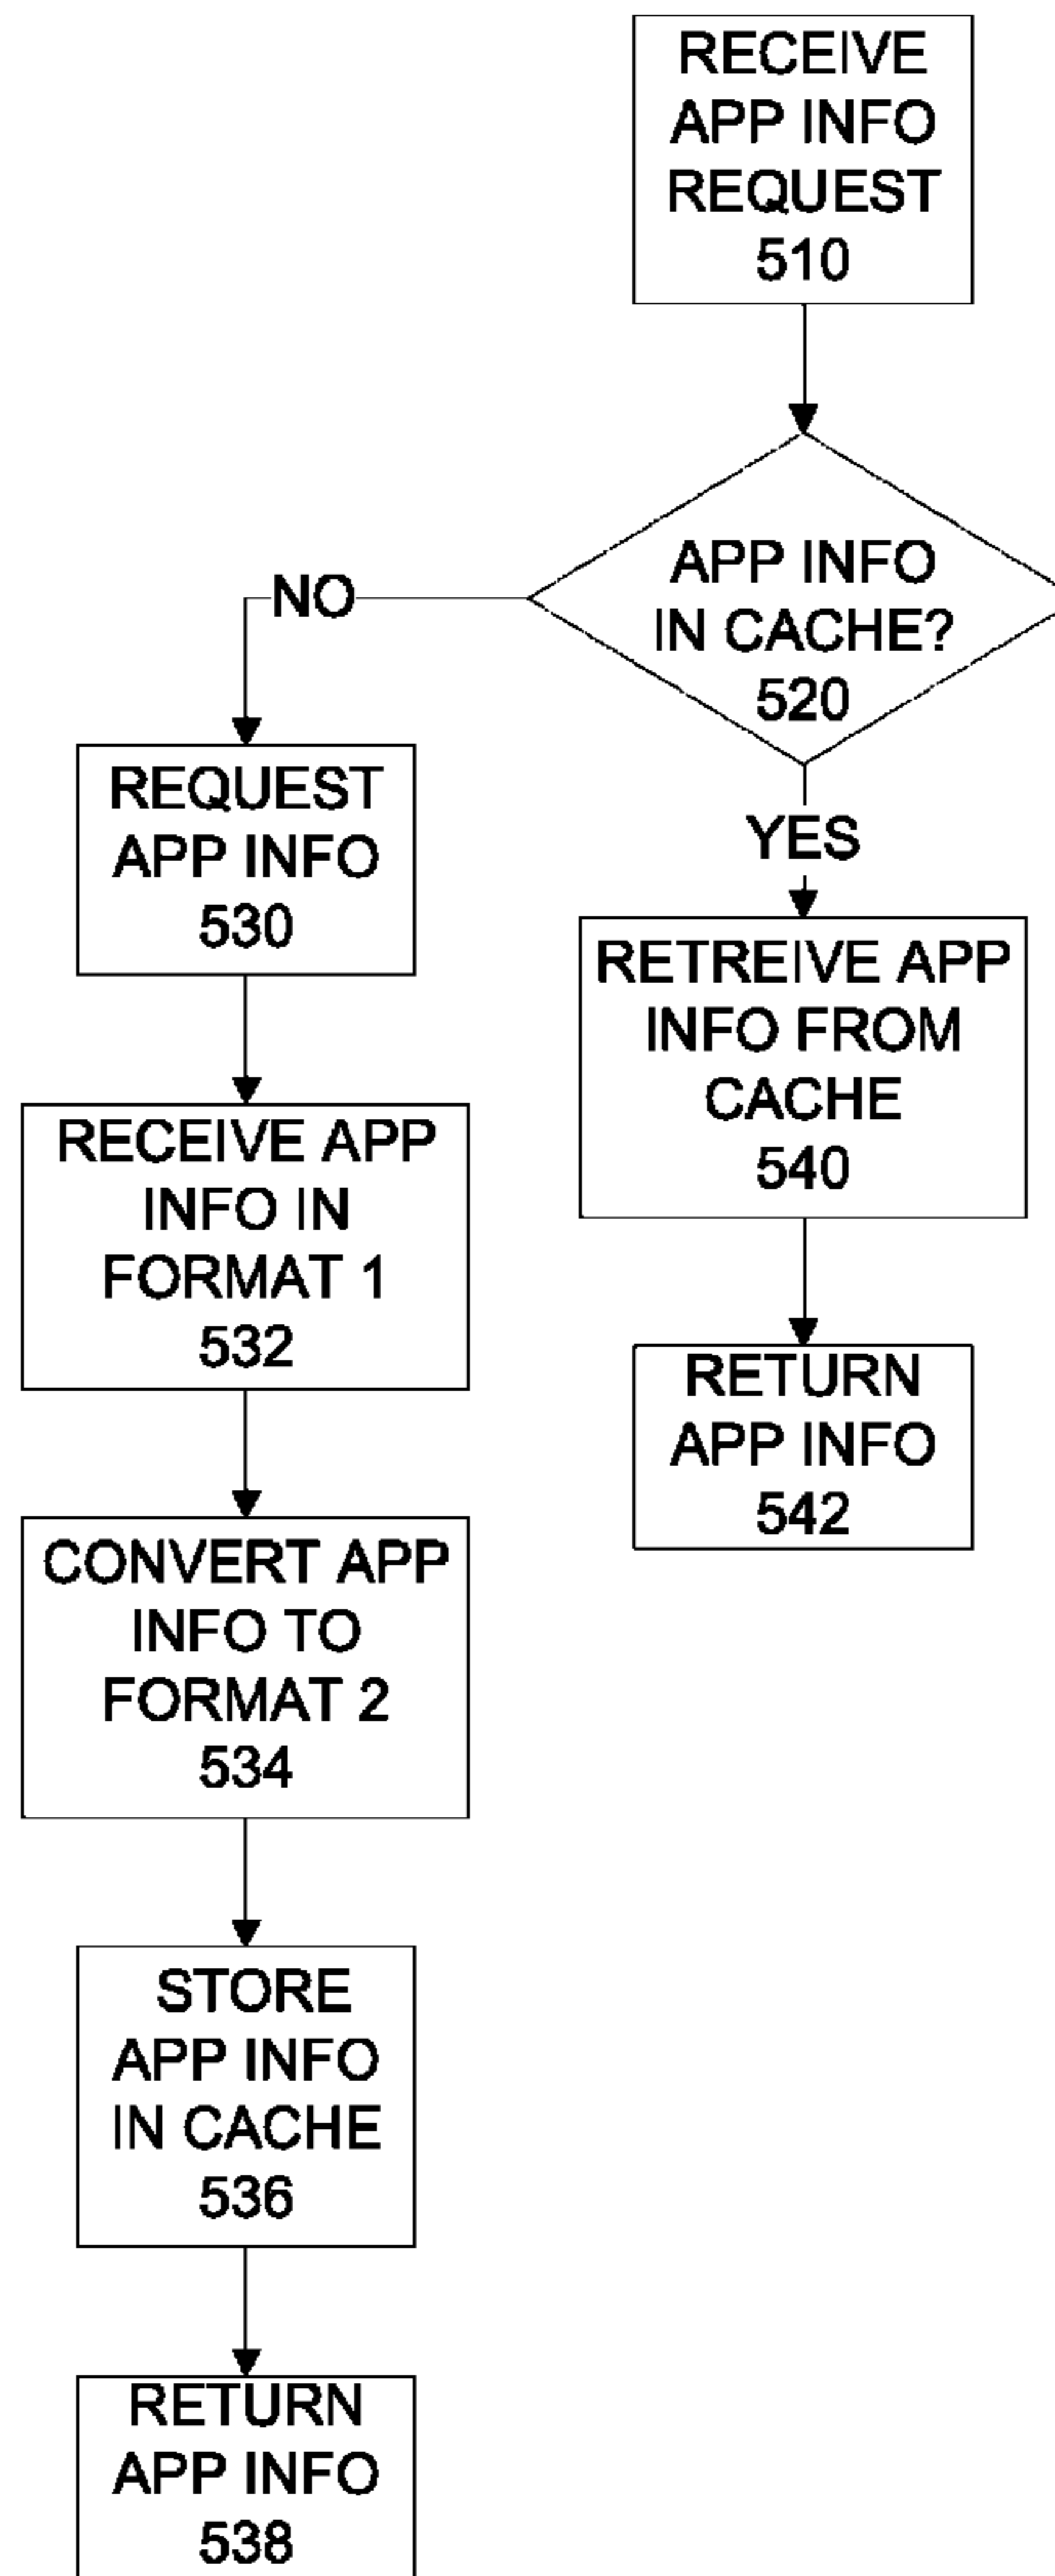 RECEIVE
APP INFO
REQUEST
510
APP INFO
IN CACHE?
520
NO
YES
REQUEST
APP INFO
530
RECEIVE APP
INFO IN
FORMAT 1
532
CONVERT APP
INFO TO
FORMAT 2
534
STORE
APP INFO
IN CACHE
536
RETURN
APP INFO
538
RETREIVE APP
INFO FROM
CACHE
540
RETURN
APP INFO
542